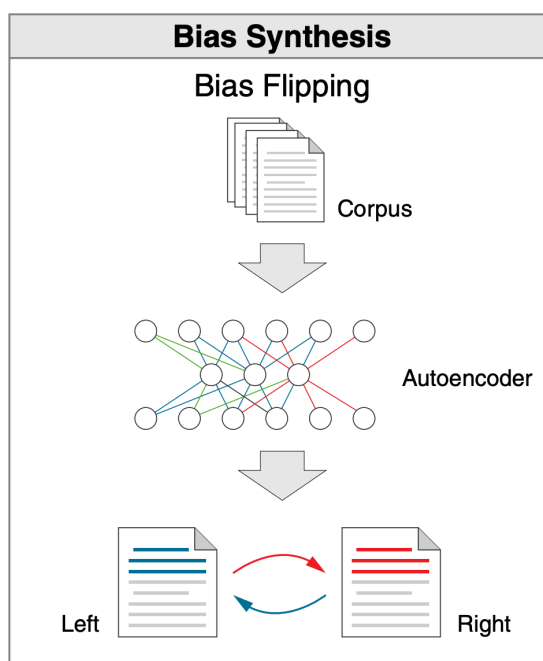 Bias Synthesis
Bias Flipping
Corpus
Autoencoder
Left
Right